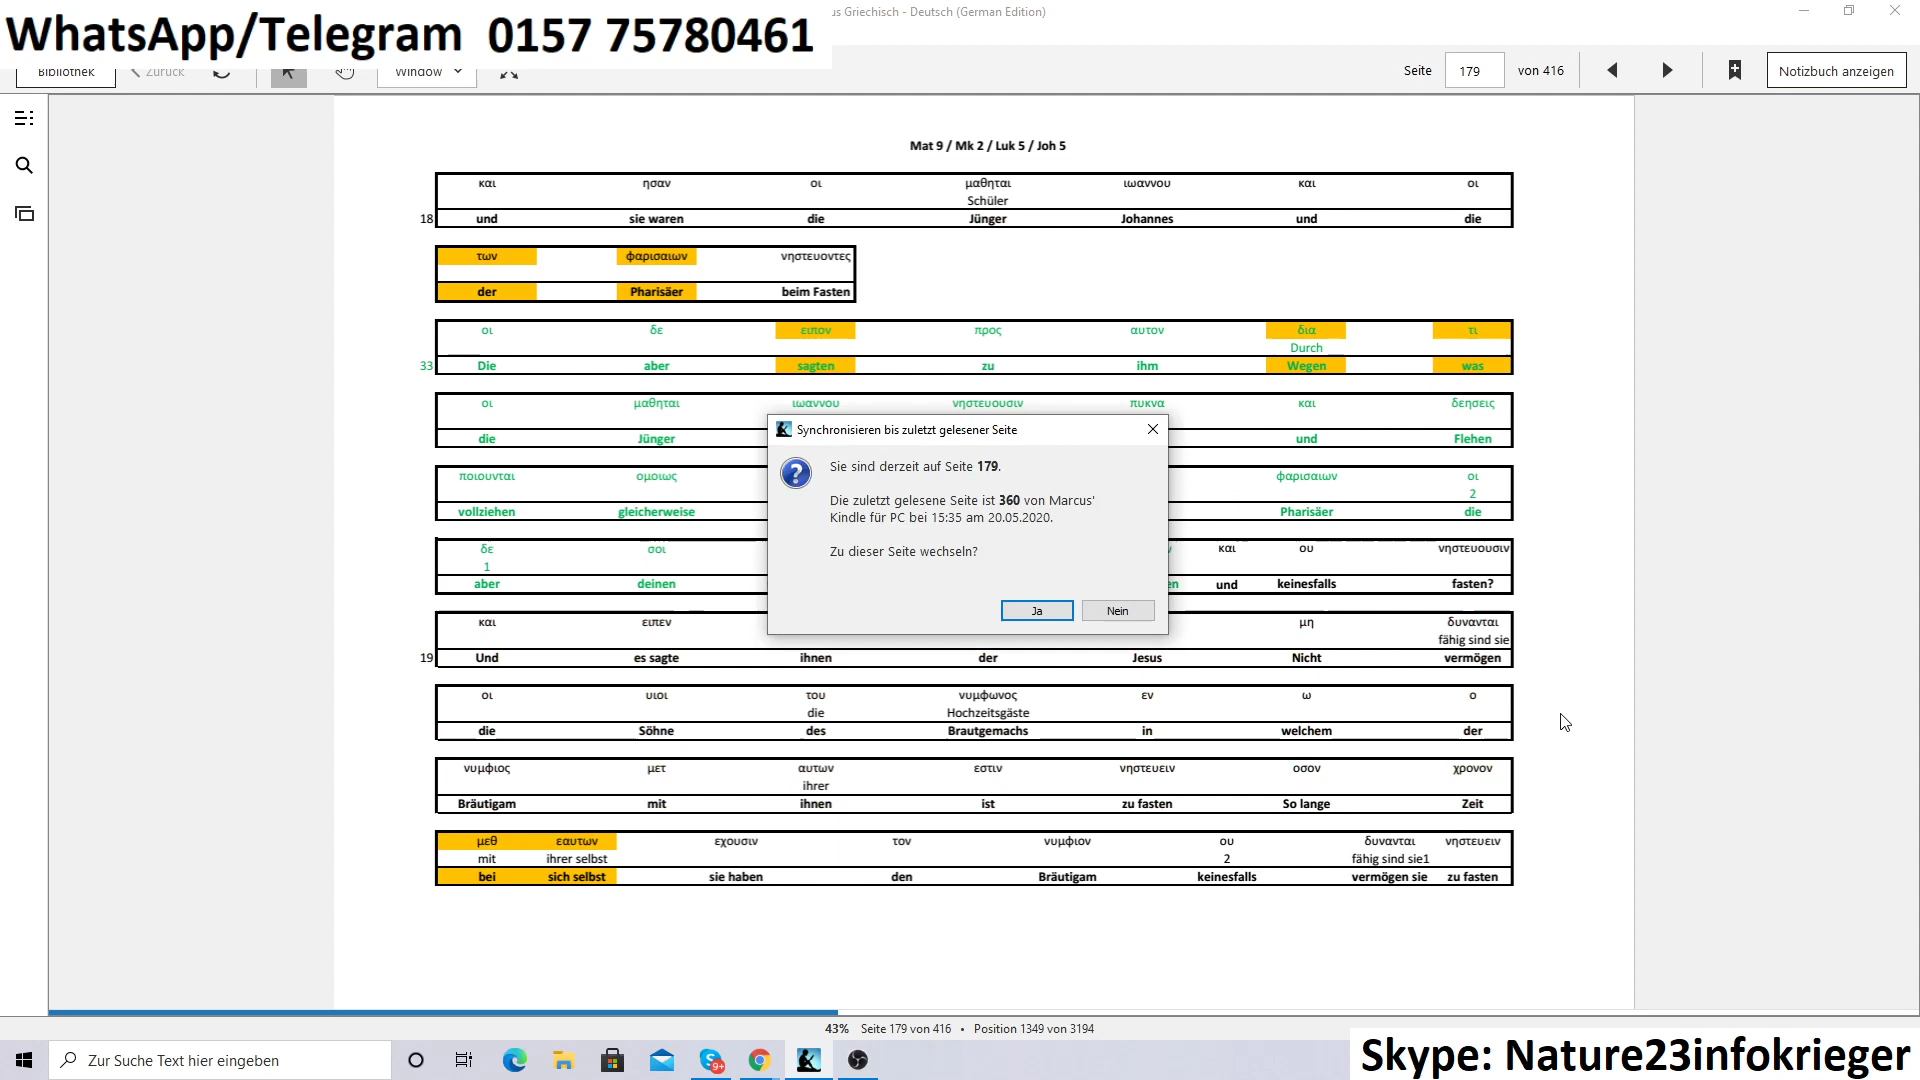 WhatsApp/Telegram 0157 75780461
us Griechisch - Deutsch (German Edition)
Bibliothek Zurück Window Seite 179 von 416 Notizbuch anzeigen
Mat 9 / Mk 2 / Luk 5 / Joh 5
και ησαν οι μαθηται ιωαννου και οι
Schüler
18 und sie waren die Jünger Johannes und die
των φαρισαιων νηστευοντες
der Pharisäer beim Fasten
οι δε ειπον προς αυτον δια τι
Durch
33 Die aber sagten zu ihm Wegen was
οι μαθηται ιωαννου νηστευουσιν πυκνα και δεησεις
die Jünger und Flehen
ποιουνται ομοιως φαρισαιων οι
2
vollziehen gleicherweise Pharisäer die
δε σοι και ου νηστευουσιν
1
aber deinen en und keinesfalls fasten?
και ειπεν μη δυνανται
fähig sind sie
19 Und es sagte ihnen der Jesus Nicht vermögen
οι υιοι του νυμφωνος εν ω ο
die Hochzeitsgäste
die Söhne des Brautgemachs in welchem der
νυμφιος μετ αυτων εστιν νηστευειν οσον χρονον
ihrer
Bräutigam mit ihnen ist zu fasten So lange Zeit
μεθ εαυτων εχουσιν τον νυμφιον ου δυνανται νηστευειν
mit ihrer selbst 2 fähig sind sie1
bei sich selbst sie haben den Bräutigam keinesfalls vermögen sie zu fasten
Synchronisieren bis zuletzt gelesener Seite
Sie sind derzeit auf Seite 179.
Die zuletzt gelesene Seite ist 360 von Marcus'
Kindle für PC bei 15:35 am 20.05.2020.
Zu dieser Seite wechseln?
Ja Nein
43% Seite 179 von 416 • Position 1349 von 3194
Zur Suche Text hier eingeben
9+
Skype: Nature23infokrieger